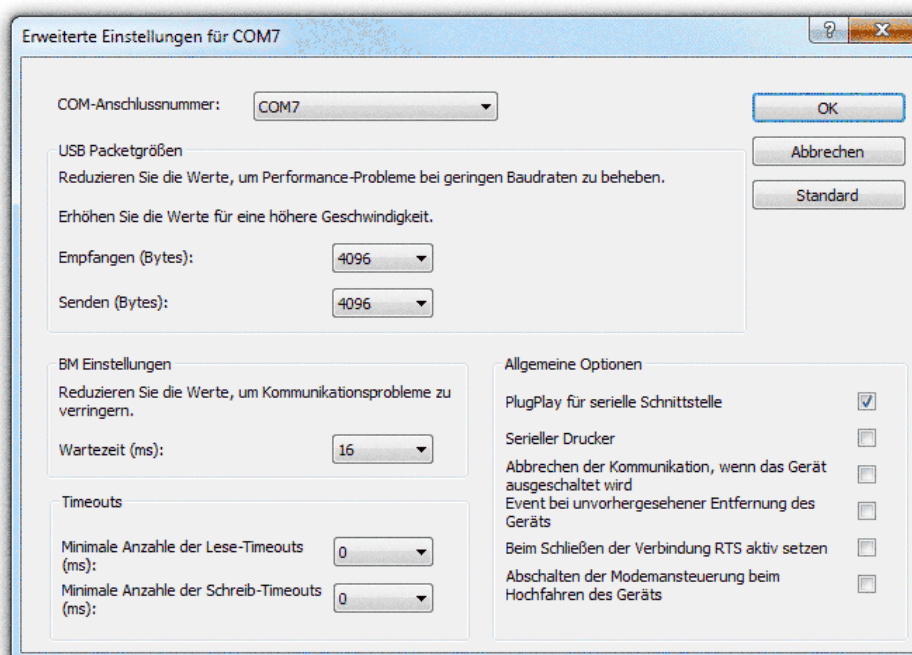 Erweiterte Einstellungen für COM7
COM-Anschlussnummer:
COM7
OK
Abbrechen
Standard
USB Packetgrößen
Reduzieren Sie die Werte, um Performance-Probleme bei geringen Baudraten zu beheben.
Erhöhen Sie die Werte für eine höhere Geschwindigkeit.
Empfangen (Bytes):
4096
Senden (Bytes):
4096
BM Einstellungen
Reduzieren Sie die Werte, um Kommunikationsprobleme zu
verringern.
Wartezeit (ms):
16
Timeouts
Minimale Anzahle der Lese-Timeouts
(ms):
0
Minimale Anzahle der Schreib-Timeouts
(ms):
0
Allgemeine Optionen
PlugPlay für serielle Schnittstelle
Serieller Drucker
Abbrechen der Kommunikation, wenn das Gerät
ausgeschaltet wird
Event bei unvorhergesehener Entfernung des
Geräts
Beim Schließen der Verbindung RTS aktiv setzen
Abschalten der Modemansteuerung beim
Hochfahren des Geräts